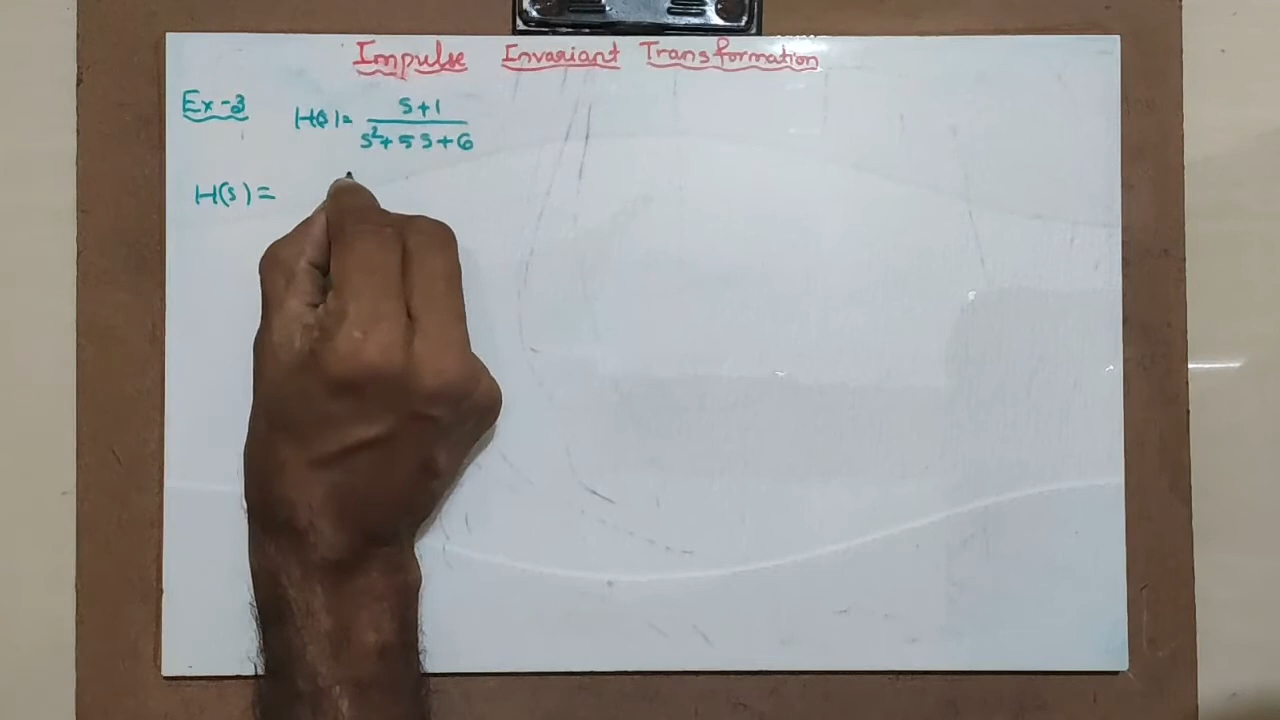 Impulse Invariant Transformation
Ex-3 H(s)= s+1 / s²+5s+6
H(s)=